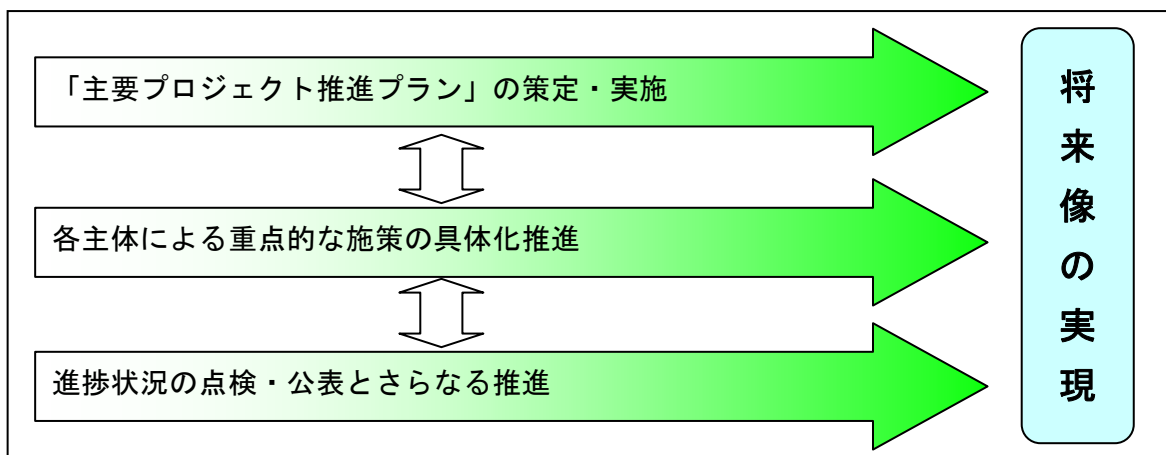 「主要プロジェクト推進プラン」の策定・実施
各主体による重点的な施策の具体化推進
進捗状況の点検・公表とさらなる推進
将来像の実現